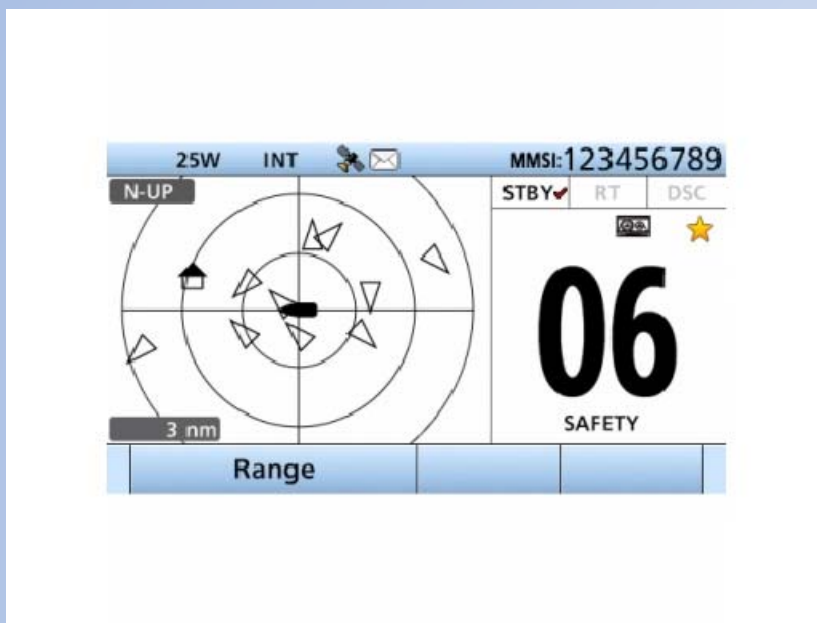 25W INT MMSI:123456789
N-UP STBY RT DSC
06
SAFETY
3 nm
Range